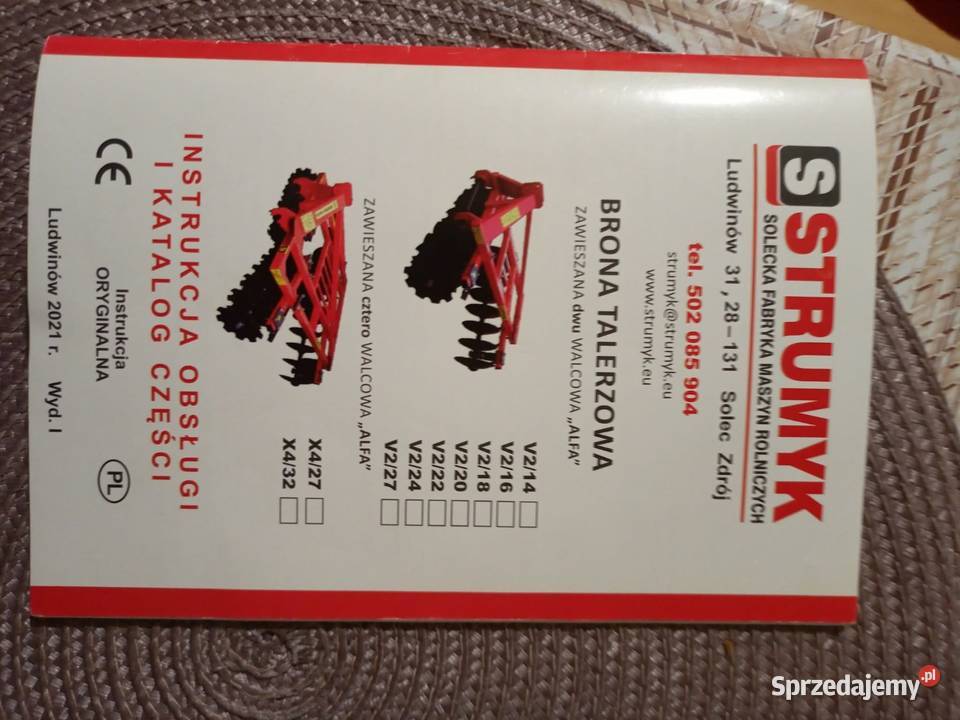 S STRUMYK
SOLECKA FABRYKA MASZYN ROLNICZYCH
Ludwinów 31, 28–131 Solec Zdrój
tel. 502 085 904
strumyk@strumyk.eu
www.strumyk.eu
BRONA TALERZOWA
ZAWIESZANA dwu WALCOWA „ALFA”
V2/14
V2/16
V2/18
V2/20
V2/22
V2/24
V2/27
ZAWIESZANA cztero WALCOWA „ALFA”
X4/27
X4/32
INSTRUKCJA OBSŁUGI
I KATALOG CZĘŚCI
CE
Instrukcja
ORYGINALNA
PL
Ludwinów 2021 r. Wyd. I
Sprzedajemy.pl